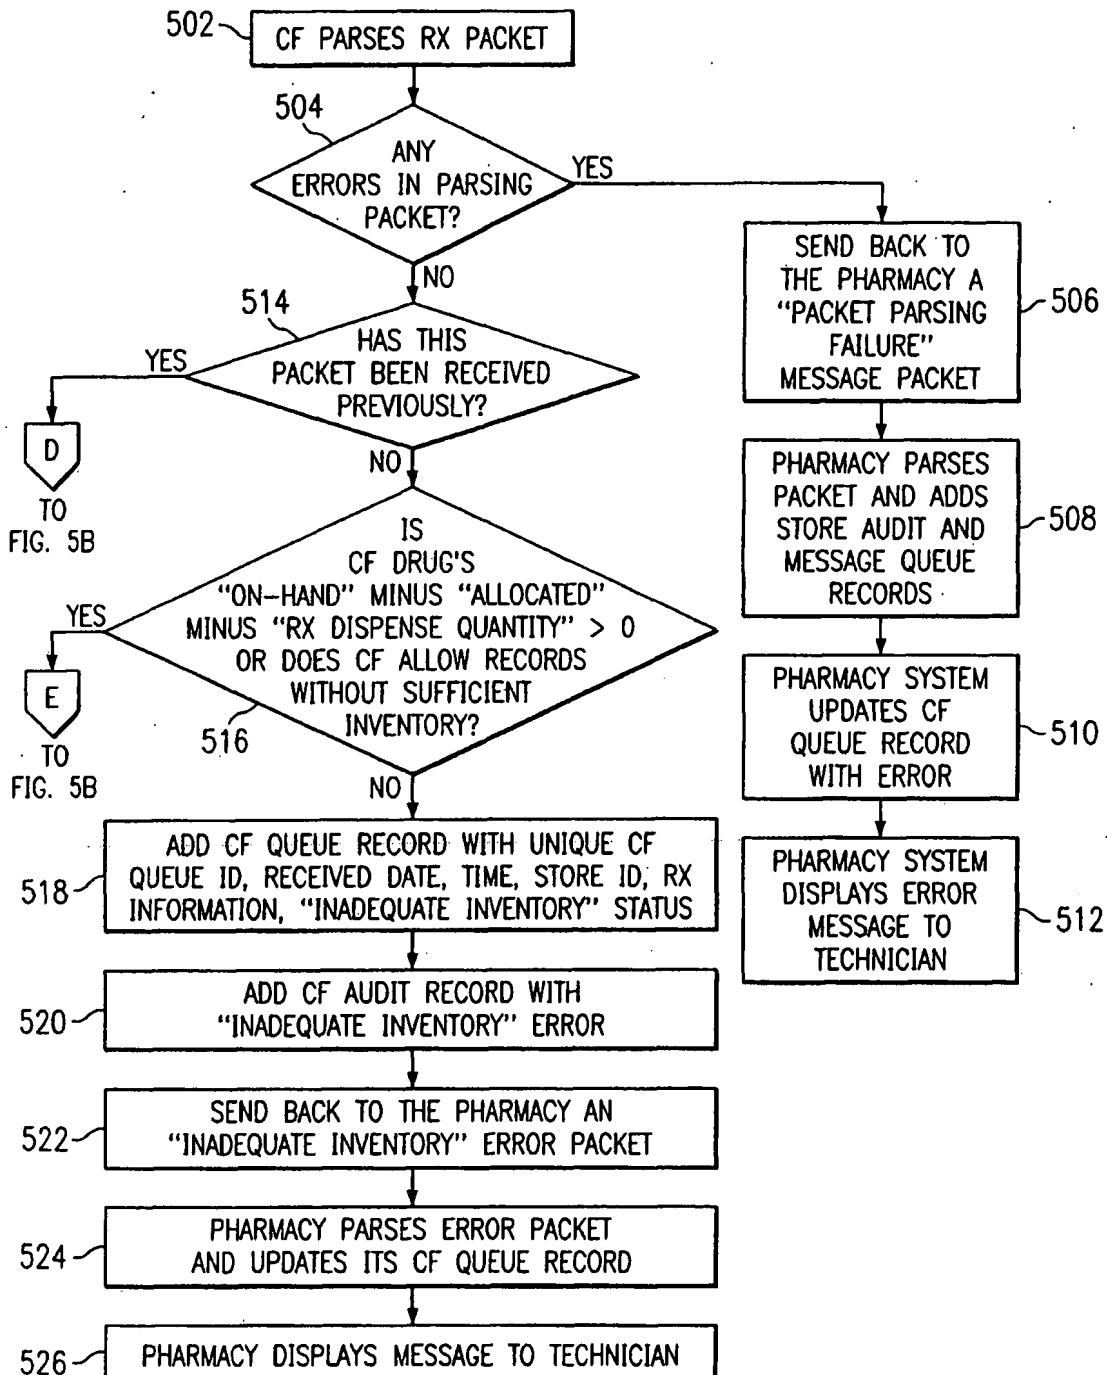 502
CF PARSES RX PACKET
504
ANY
ERRORS IN PARSING
PACKET?
YES
NO
SEND BACK TO
THE PHARMACY A
"PACKET PARSING
FAILURE"
MESSAGE PACKET
506
PHARMACY PARSES
PACKET AND ADDS
STORE AUDIT AND
MESSAGE QUEUE
RECORDS
508
PHARMACY SYSTEM
UPDATES CF
QUEUE RECORD
WITH ERROR
510
PHARMACY SYSTEM
DISPLAYS ERROR
MESSAGE TO
TECHNICIAN
512
514
HAS THIS
PACKET BEEN RECEIVED
PREVIOUSLY?
YES
D
TO
FIG. 5B
NO
IS
CF DRUG'S
"ON-HAND" MINUS "ALLOCATED"
MINUS "RX DISPENSE QUANTITY" > 0
OR DOES CF ALLOW RECORDS
WITHOUT SUFFICIENT
INVENTORY?
516
YES
E
TO
FIG. 5B
NO
518
ADD CF QUEUE RECORD WITH UNIQUE CF
QUEUE ID, RECEIVED DATE, TIME, STORE ID, RX
INFORMATION, "INADEQUATE INVENTORY" STATUS
520
ADD CF AUDIT RECORD WITH
"INADEQUATE INVENTORY" ERROR
522
SEND BACK TO THE PHARMACY AN
"INADEQUATE INVENTORY" ERROR PACKET
524
PHARMACY PARSES ERROR PACKET
AND UPDATES ITS CF QUEUE RECORD
526
PHARMACY DISPLAYS MESSAGE TO TECHNICIAN